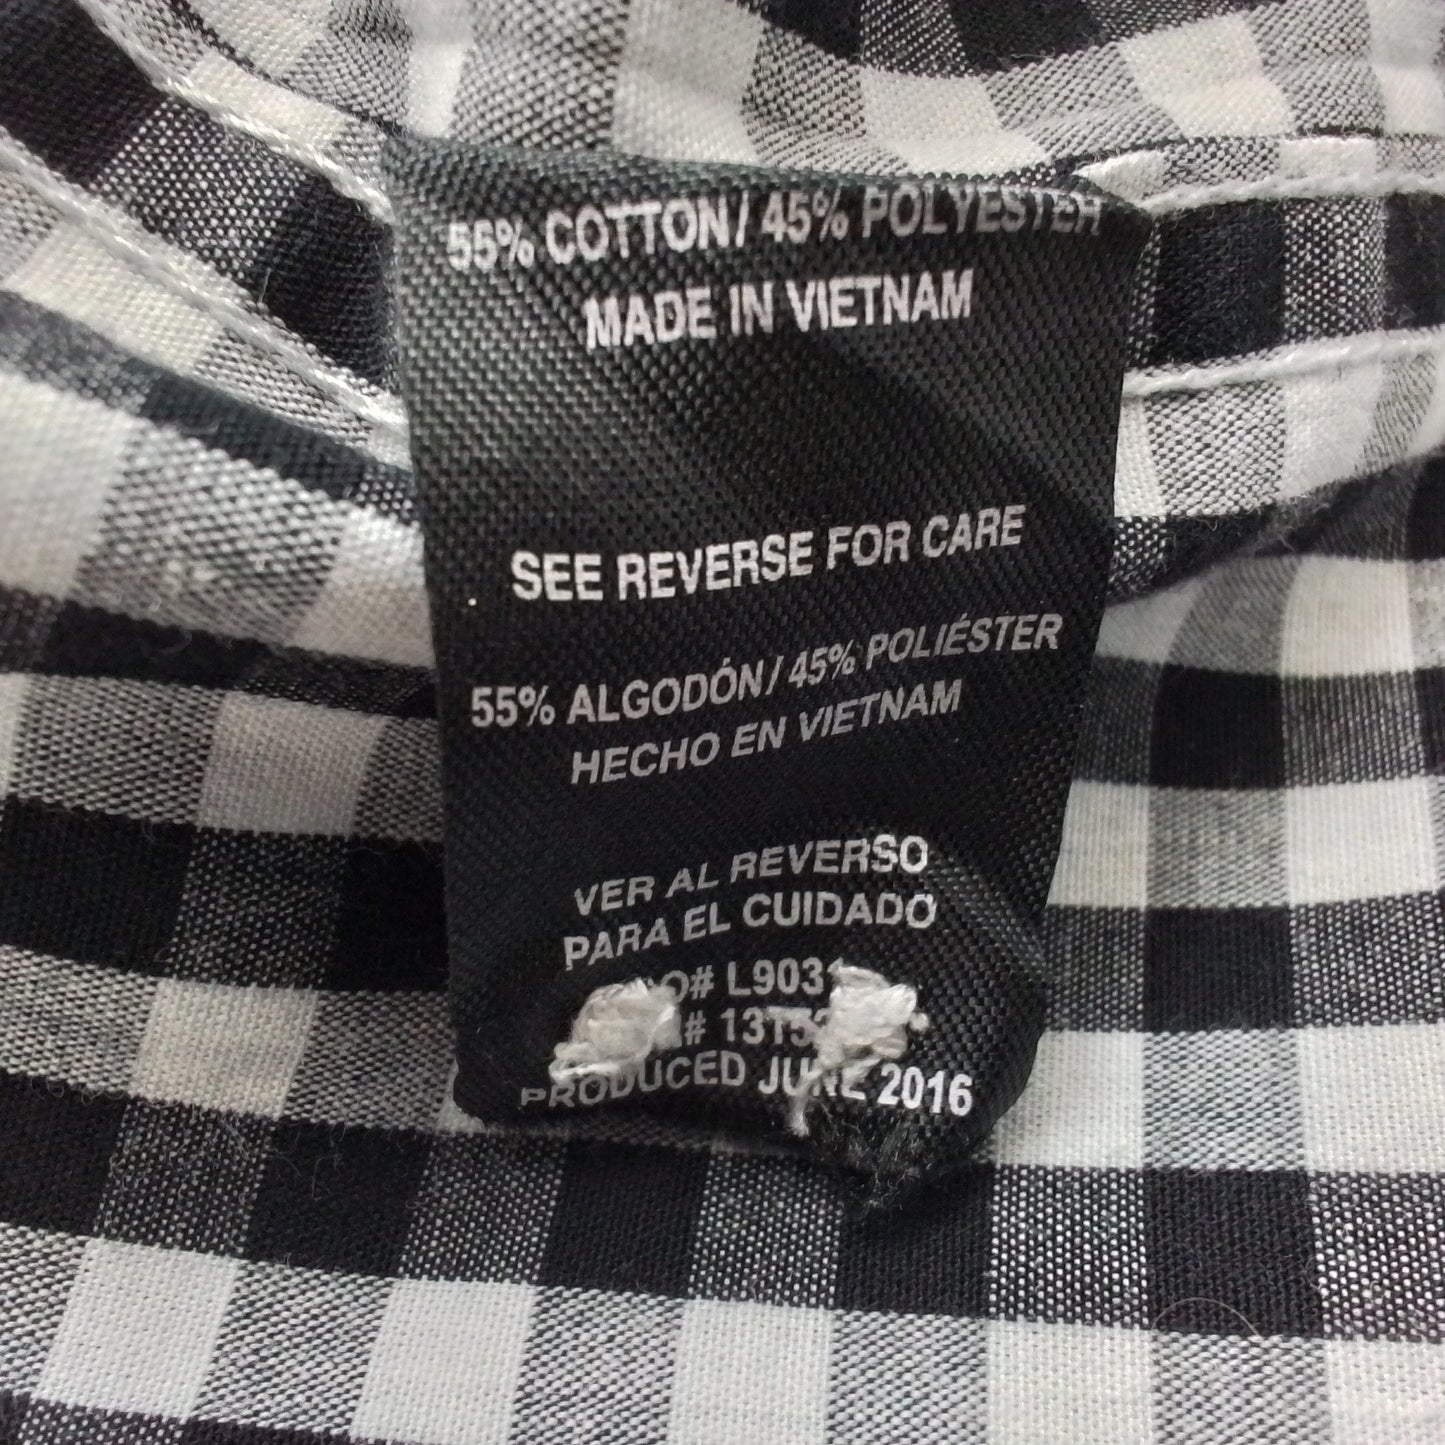 55% COTTON/ 45% POLYESTER
MADE IN VIETNAM
SEE REVERSE FOR CARE
55% ALGODÓN/ 45% POLIÉSTER
HECHO EN VIETNAM
VER AL REVERSO
PARA EL CUIDADO
PRODUCED JUNE 2016